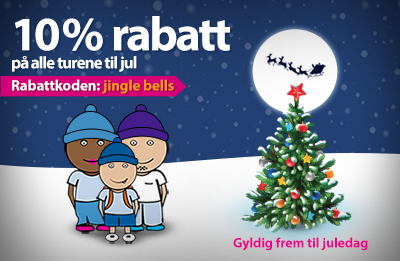 10% rabatt
på alle turene til jul
Rabattkoden: jingle bells
Gyldig frem til juledag